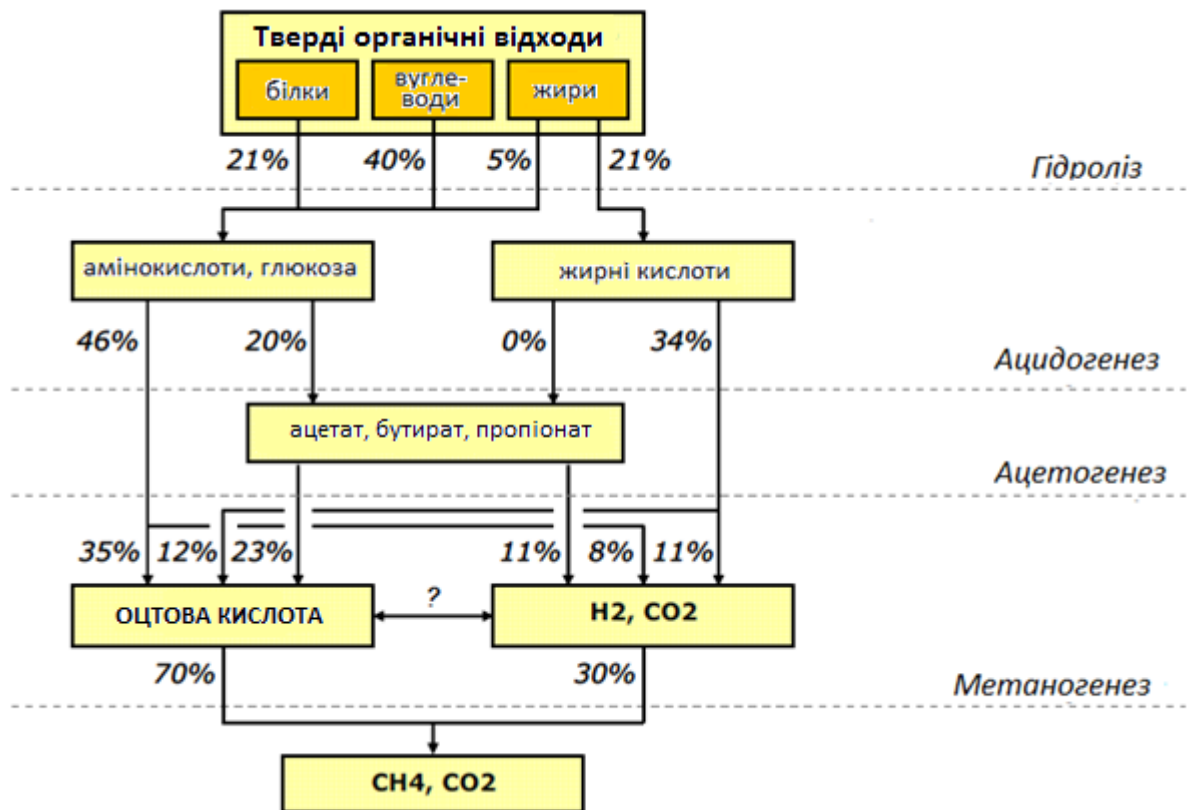 Тверді органічні відходи
білки
вугле-
води
жири
21%
40%
5%
21%
Гідроліз
амінокислоти, глюкоза
жирні кислоти
46%
20%
0%
34%
Ацидогенез
ацетат, бутират, пропіонат
Ацетогенез
35%
12%
23%
11%
8%
11%
ОЦТОВА КИСЛОТА
?
H2, CO2
70%
30%
Метаногенез
CH4, CO2